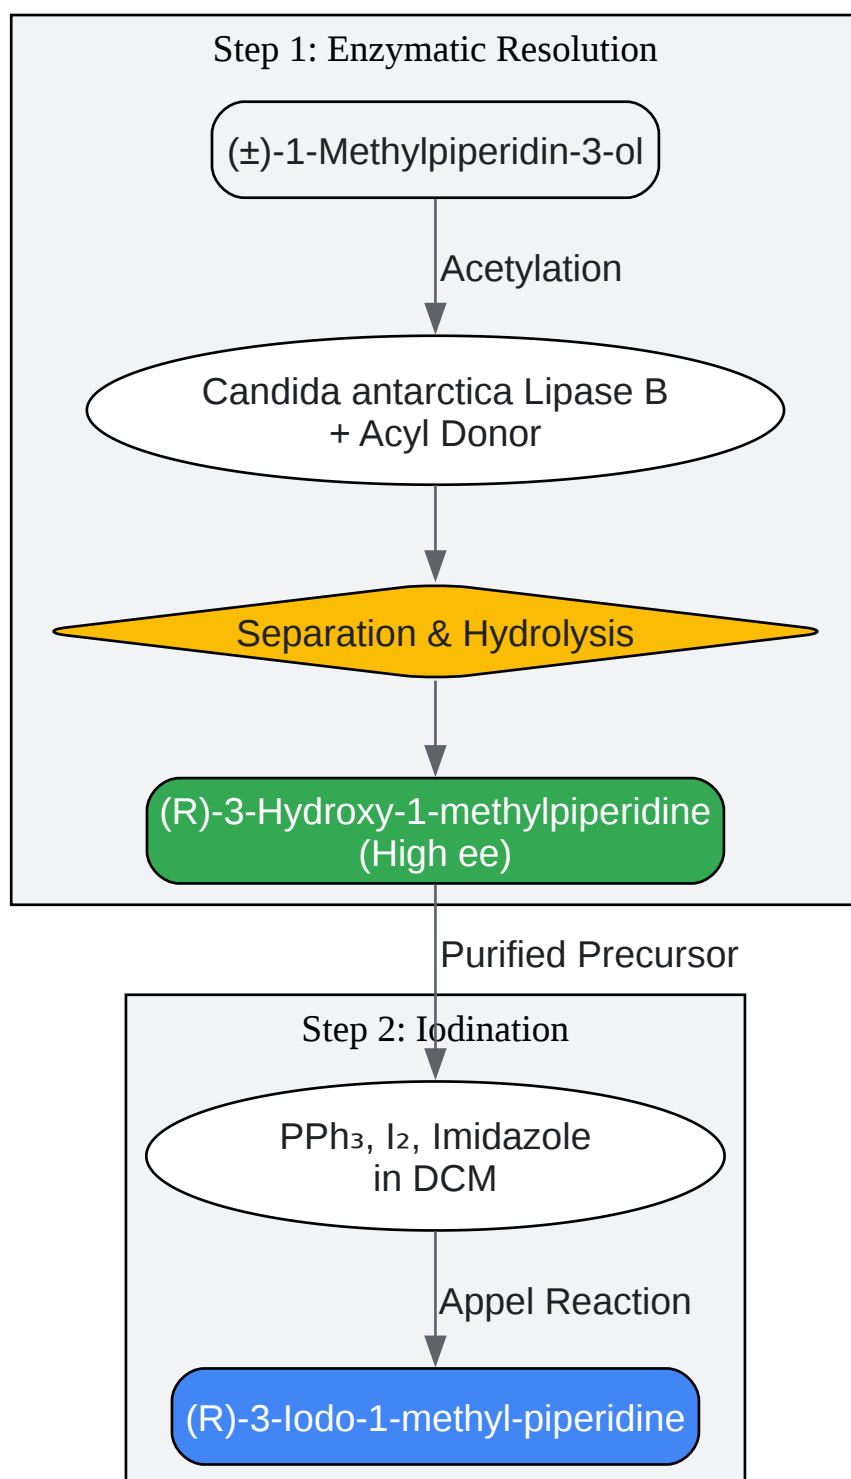 Step 1: Enzymatic Resolution
(±)-1-Methylpiperidin-3-ol
Acetylation
Candida antarctica Lipase B
+ Acyl Donor
Separation & Hydrolysis
(R)-3-Hydroxy-1-methylpiperidine
(High ee)
Purified Precursor
Step 2: Iodination
PPh₃, I₂, Imidazole
in DCM
Appel Reaction
(R)-3-Iodo-1-methyl-piperidine